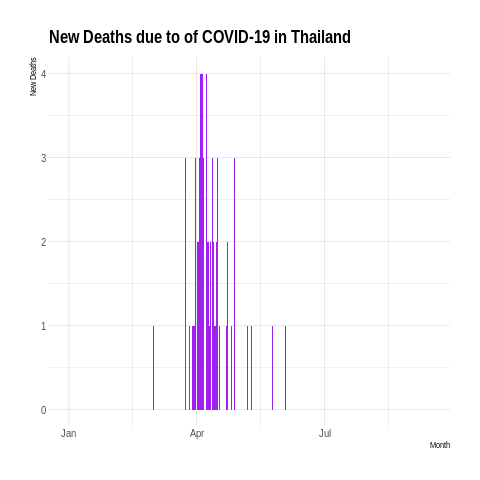 New Deaths due to of COVID-19 in Thailand
New Deaths
4
3
2
1
0
Jan Apr Jul
Month